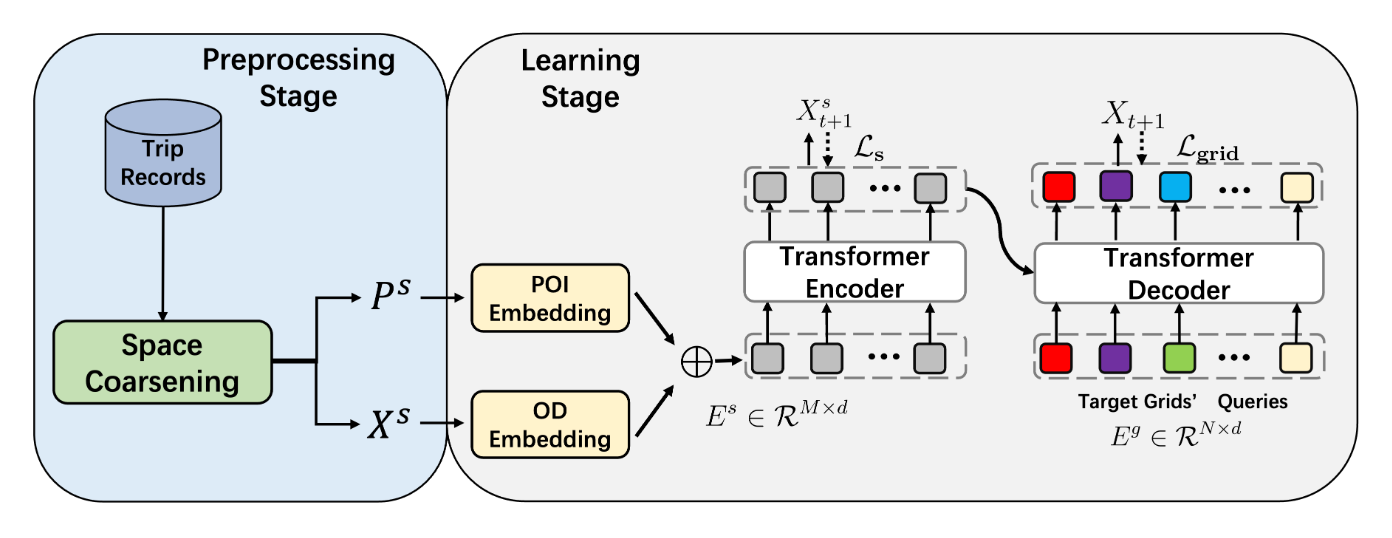 Preprocessing
Stage
Learning
Stage
Trip
Records
Space
Coarsening
P^s
X^s
POI
Embedding
OD
Embedding
⊕
E^s ∈ ℛ^{M×d}
X^s_{t+1}
ℒ_s
•••
Transformer
Encoder
•••
X_{t+1}
ℒ_grid
•••
Transformer
Decoder
•••
Target Grids’ Queries
E^g ∈ ℛ^{N×d}